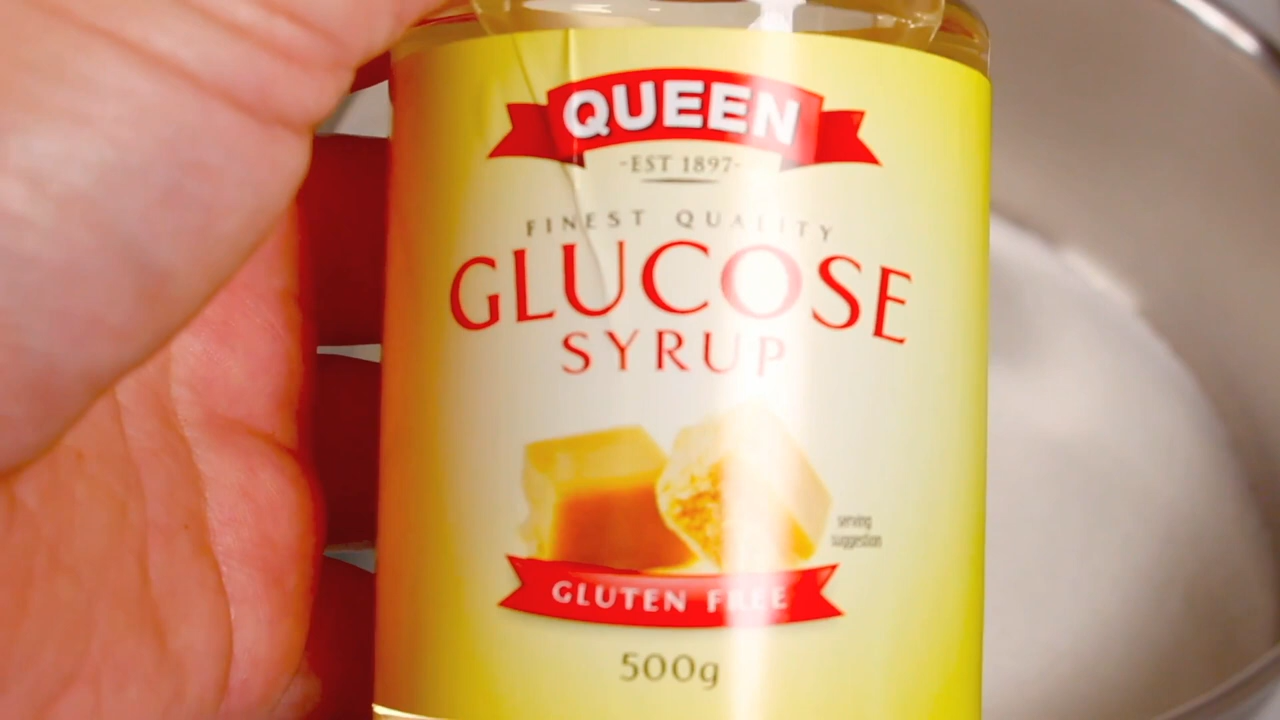 QUEEN
-EST 1897-
FINEST QUALITY
GLUCOSE
SYRUP
serving
suggestion
GLUTEN FREE
500g